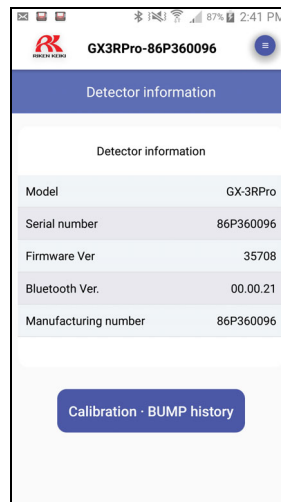 87% 2:41 PM
RK
RIKEN KEIKI
GX3RPro-86P360096
Detector information
Detector information
Model GX-3RPro
Serial number 86P360096
Firmware Ver 35708
Bluetooth Ver. 00.00.21
Manufacturing number 86P360096
Calibration · BUMP history